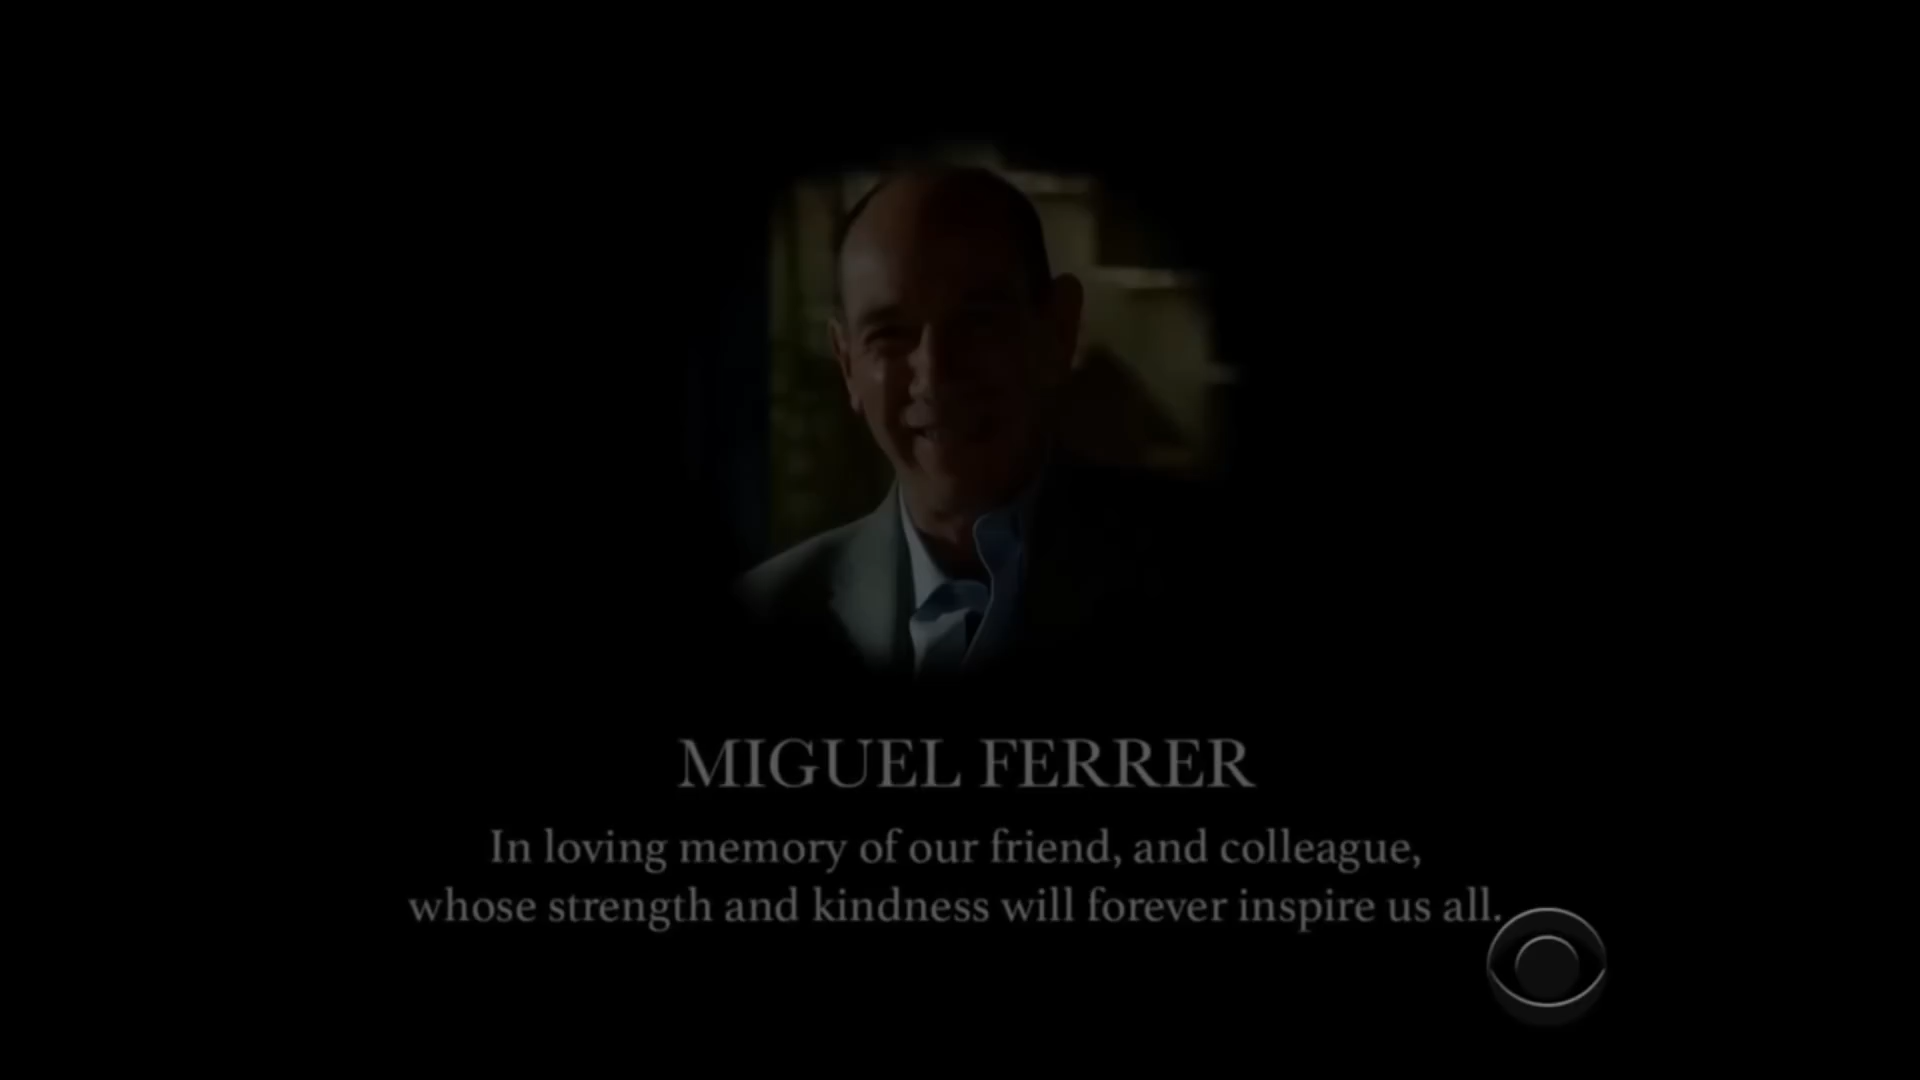 MIGUEL FERRER
In loving memory of our friend, and colleague,
whose strength and kindness will forever inspire us all.